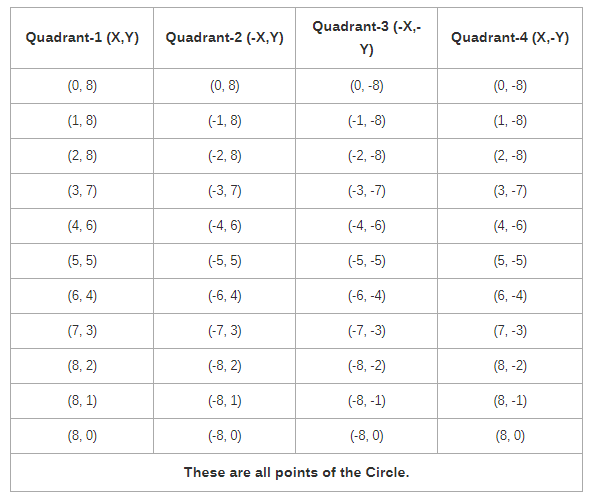 Quadrant-1 (X,Y) Quadrant-2 (-X,Y) Quadrant-3 (-X,-Y) Quadrant-4 (X,-Y)
(0, 8) (0, 8) (0, -8) (0, -8)
(1, 8) (-1, 8) (-1, -8) (1, -8)
(2, 8) (-2, 8) (-2, -8) (2, -8)
(3, 7) (-3, 7) (-3, -7) (3, -7)
(4, 6) (-4, 6) (-4, -6) (4, -6)
(5, 5) (-5, 5) (-5, -5) (5, -5)
(6, 4) (-6, 4) (-6, -4) (6, -4)
(7, 3) (-7, 3) (-7, -3) (7, -3)
(8, 2) (-8, 2) (-8, -2) (8, -2)
(8, 1) (-8, 1) (-8, -1) (8, -1)
(8, 0) (-8, 0) (-8, 0) (8, 0)
These are all points of the Circle.